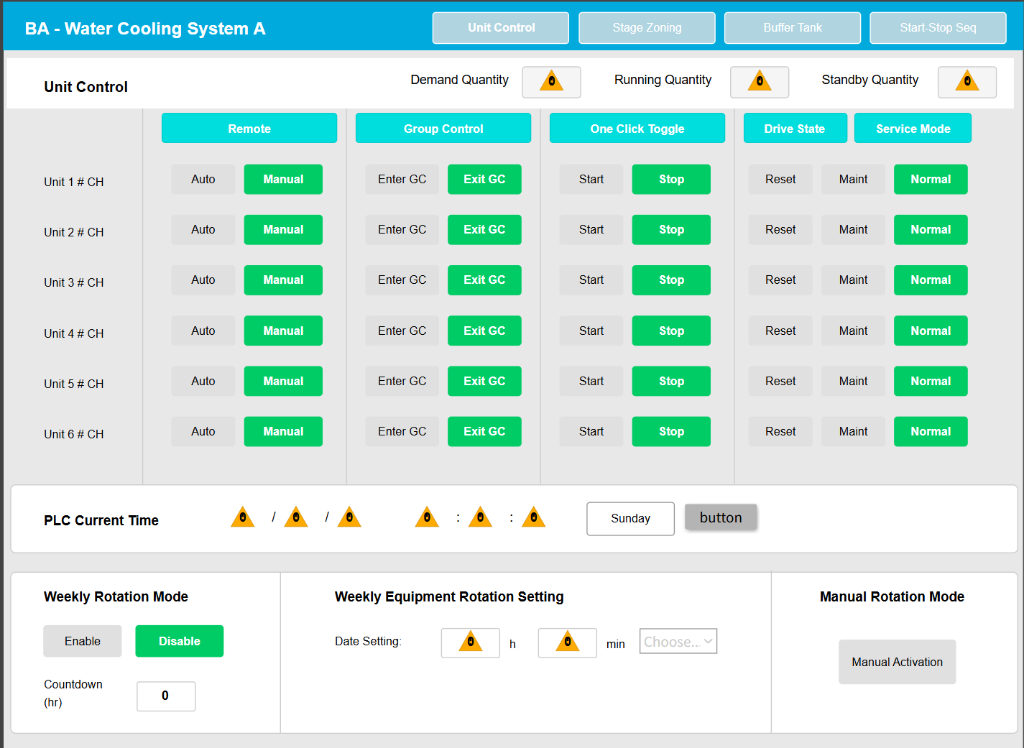 BA - Water Cooling System A
Unit Control
Stage Zoning
Buffer Tank
Start-Stop Seq
Unit Control
Demand Quantity 0
Running Quantity 0
Standby Quantity 0
Remote Group Control One Click Toggle Drive State Service Mode
Unit 1 # CH Auto Manual Enter GC Exit GC Start Stop Reset Maint Normal
Unit 2 # CH Auto Manual Enter GC Exit GC Start Stop Reset Maint Normal
Unit 3 # CH Auto Manual Enter GC Exit GC Start Stop Reset Maint Normal
Unit 4 # CH Auto Manual Enter GC Exit GC Start Stop Reset Maint Normal
Unit 5 # CH Auto Manual Enter GC Exit GC Start Stop Reset Maint Normal
Unit 6 # CH Auto Manual Enter GC Exit GC Start Stop Reset Maint Normal
PLC Current Time 0 / 0 / 0 0 : 0 : 0 Sunday button
Weekly Rotation Mode
Enable Disable
Countdown
(hr) 0
Weekly Equipment Rotation Setting
Date Setting: 0 h 0 min Choose...
Manual Rotation Mode
Manual Activation